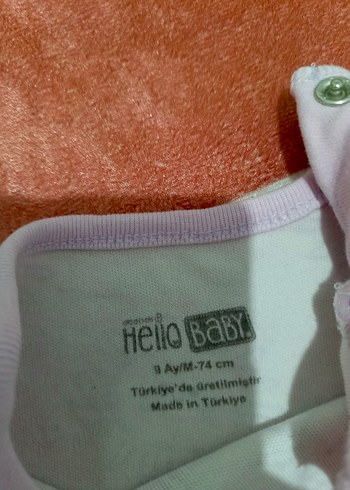 Hello BABY
9 Ay/M-74 cm
Türkiye'de üretilmiştir
Made in Türkiye